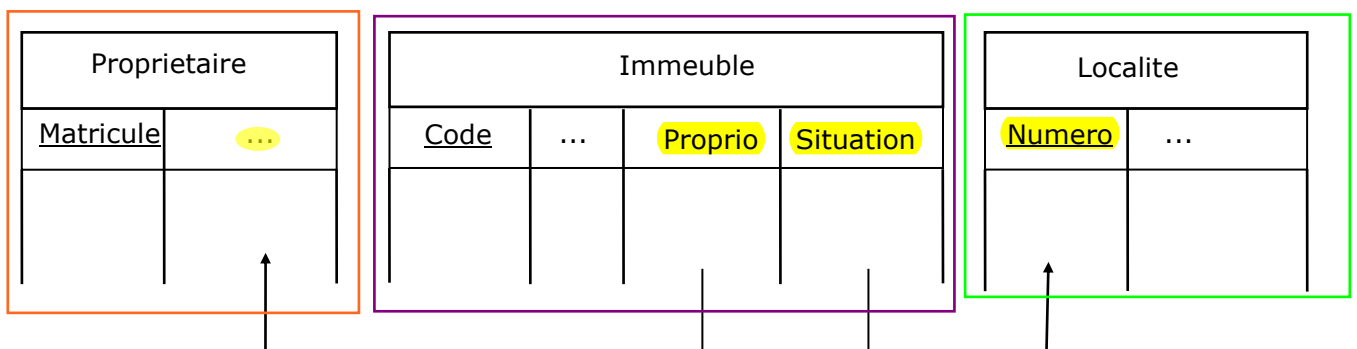 Proprietaire
Immeuble
Localite
Matricule ...
Code ... Proprio Situation
Numero ...